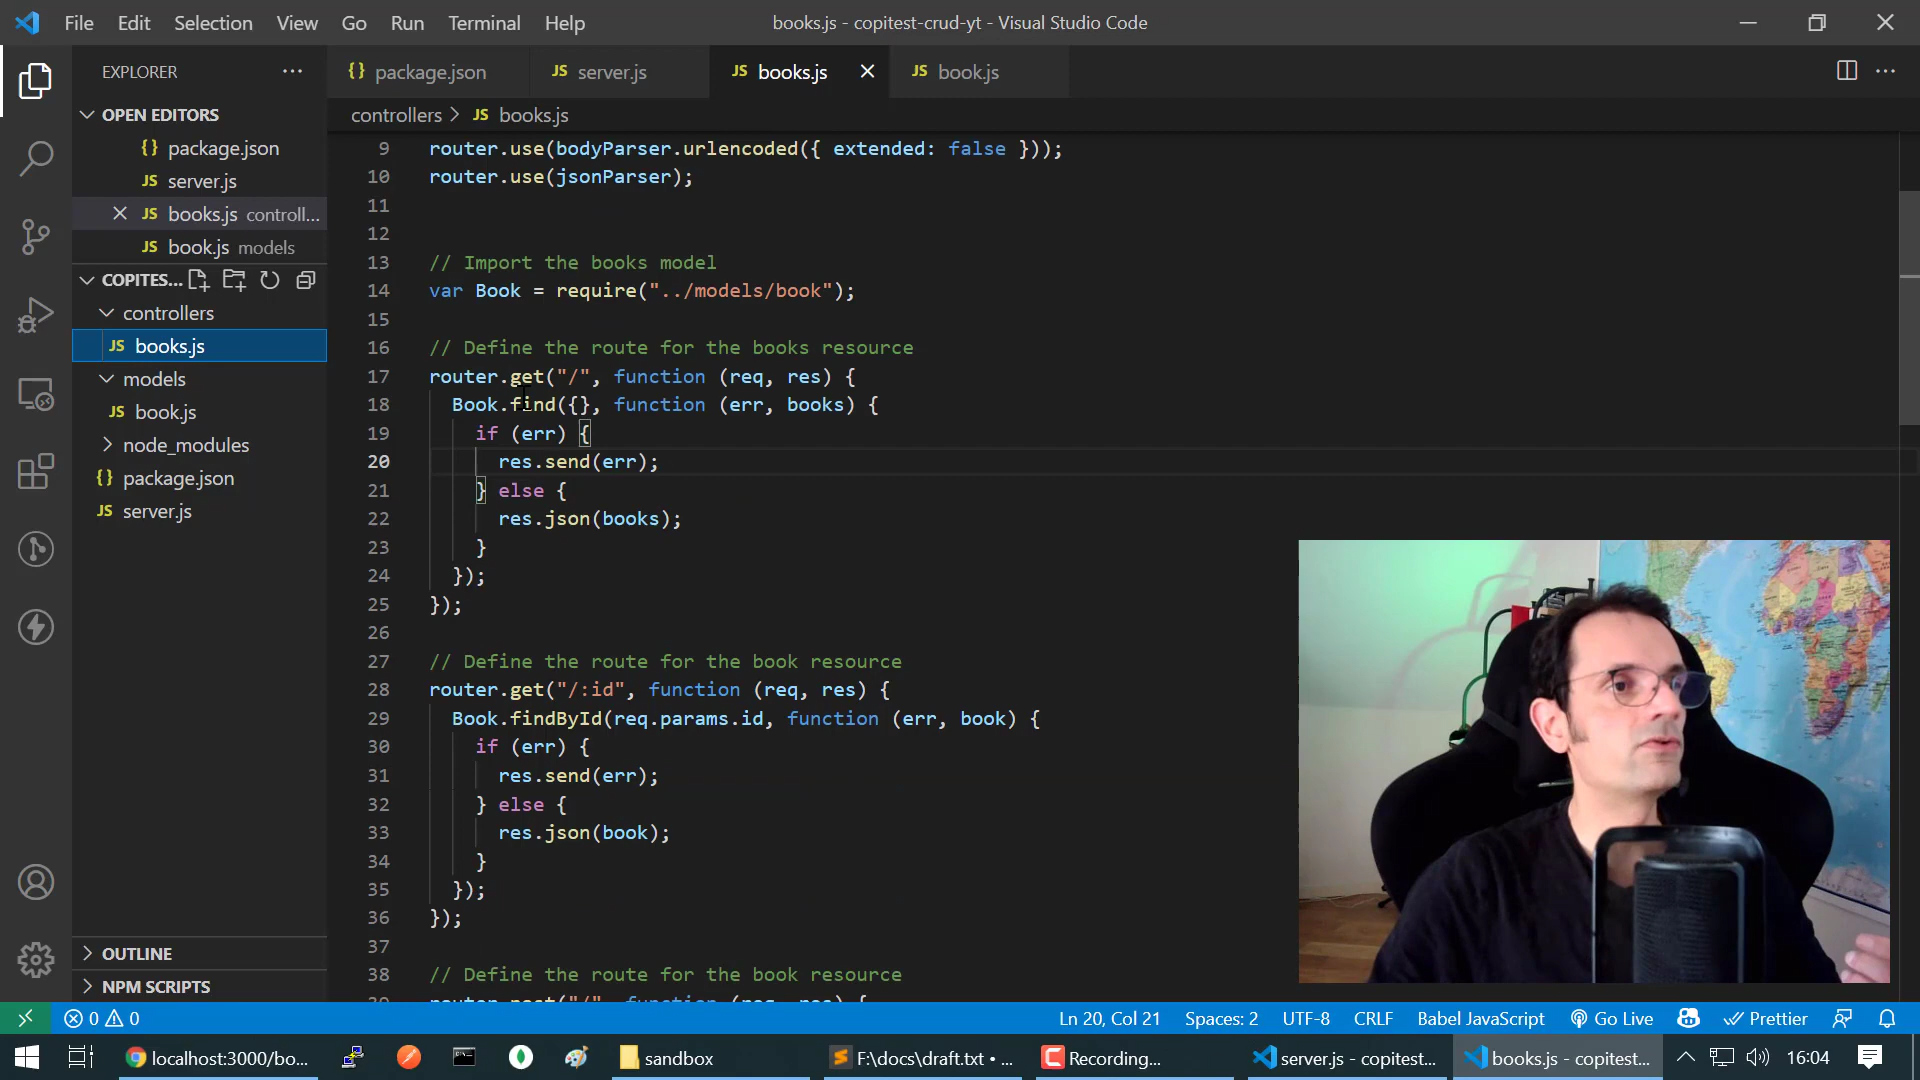 File Edit Selection View Go Run Terminal Help
books.js - copitest-crud-yt - Visual Studio Code
EXPLORER
OPEN EDITORS
{} package.json
JS server.js
JS books.js controll...
JS book.js models
COPITES...
controllers
JS books.js
models
JS book.js
node_modules
{} package.json
JS server.js
OUTLINE
NPM SCRIPTS
{} package.json
JS server.js
JS books.js
JS book.js
controllers > JS books.js
9 router.use(bodyParser.urlencoded({ extended: false }));
10 router.use(jsonParser);
11
12
13 // Import the books model
14 var Book = require("../models/book");
15
16 // Define the route for the books resource
17 router.get("/", function (req, res) {
18 Book.find({}, function (err, books) {
19 if (err) {
20 res.send(err);
21 } else {
22 res.json(books);
23 }
24 });
25 });
26
27 // Define the route for the book resource
28 router.get("/:id", function (req, res) {
29 Book.findById(req.params.id, function (err, book) {
30 if (err) {
31 res.send(err);
32 } else {
33 res.json(book);
34 }
35 });
36 });
37
38 // Define the route for the book resource
39 router.post("/", function (req, res) {
0 0
Ln 20, Col 21 Spaces: 2 UTF-8 CRLF Babel JavaScript Go Live Prettier
localhost:3000/bo...
sandbox
F:\docs\draft.txt • ...
Recording...
server.js - copitest...
books.js - copitest...
16:04